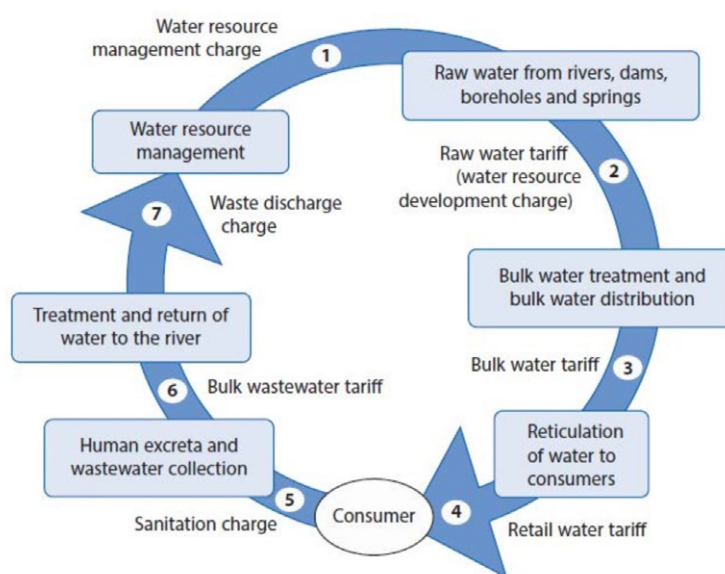 Water resource
management charge
1
Raw water from rivers, dams,
boreholes and springs
Raw water tariff
(water resource
development charge)
2
Bulk water treatment and
bulk water distribution
Bulk water tariff
3
Reticulation
of water to
consumers
4
Retail water tariff
Consumer
5
Sanitation charge
Human excreta and
wastewater collection
6
Bulk wastewater tariff
Treatment and return of
water to the river
7
Waste discharge
charge
Water resource
management